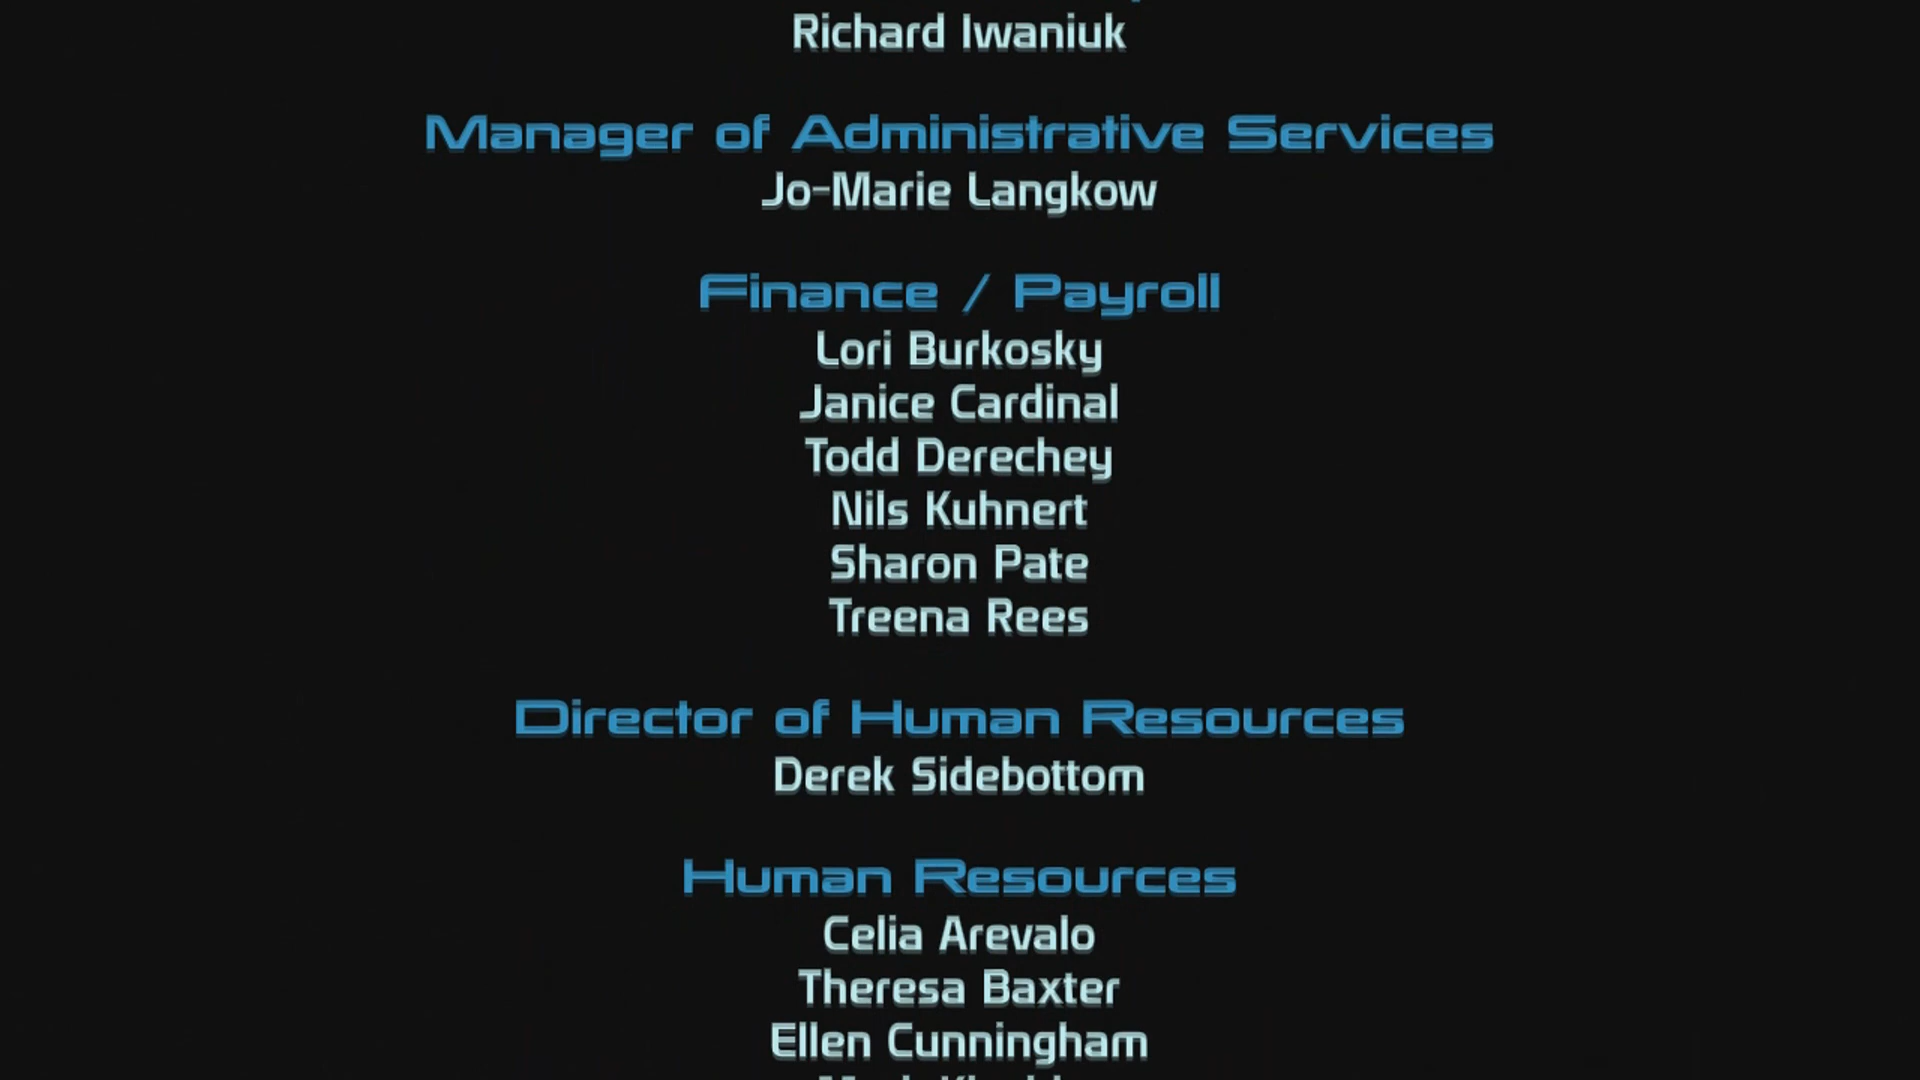 Richard Iwaniuk
Manager of Administrative Services
Jo-Marie Langkow
Finance / Payroll
Lori Burkosky
Janice Cardinal
Todd Derechey
Nils Kuhnert
Sharon Pate
Treena Rees
Director of Human Resources
Derek Sidebottom
Human Resources
Celia Arevalo
Theresa Baxter
Ellen Cunningham